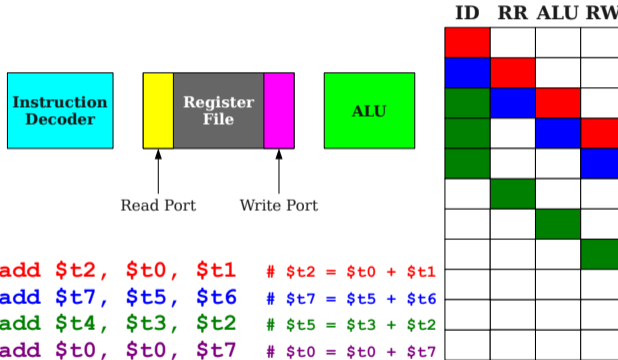 ID RR ALU RW
Instruction Decoder
Register File
ALU
Read Port
Write Port
add $t2, $t0, $t1 # $t2 = $t0 + $t1
add $t7, $t5, $t6 # $t7 = $t5 + $t6
add $t4, $t3, $t2 # $t5 = $t3 + $t2
add $t0, $t0, $t7 # $t0 = $t0 + $t7